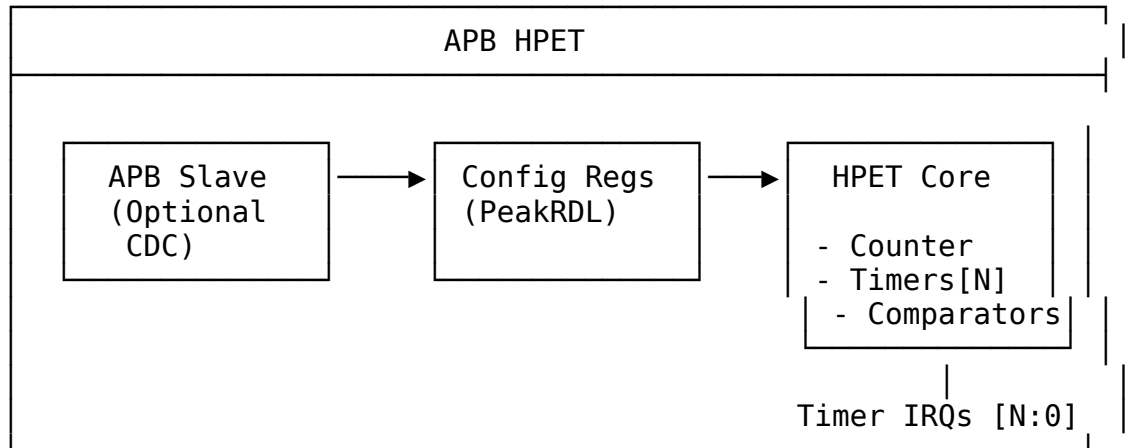 APB HPET
APB Slave
(Optional
CDC)
Config Regs
(PeakRDL)
HPET Core
- Counter
- Timers[N]
- Comparators
Timer IRQs [N:0]